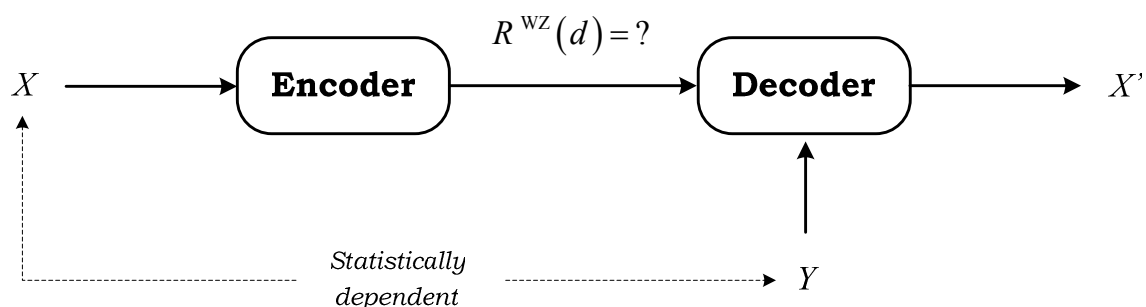 R^WZ(d) = ?
X
Encoder
Decoder
X'
Statistically
dependent
Y